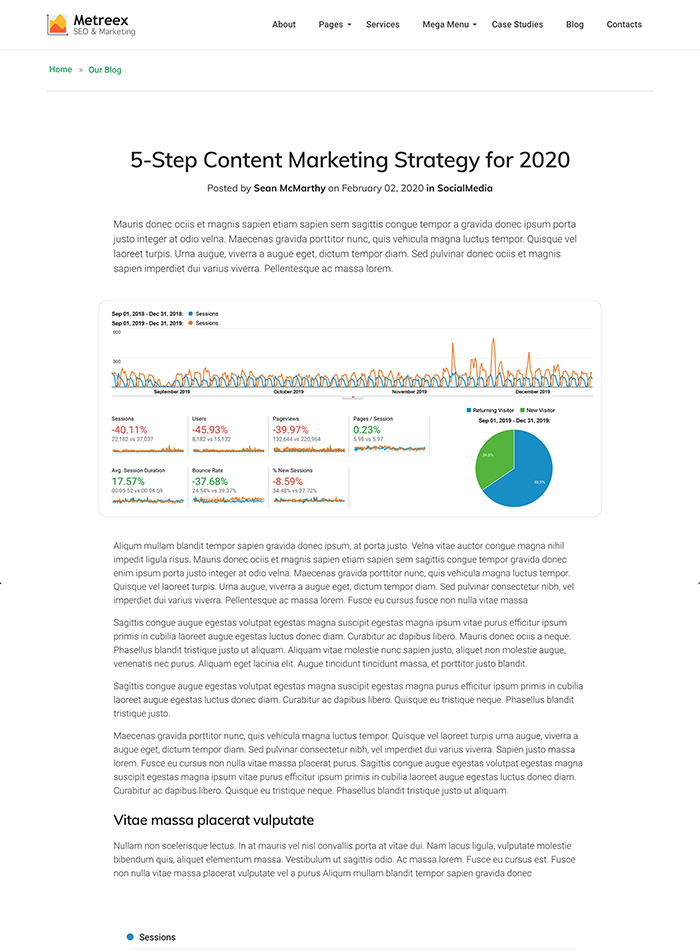 Metreex
SEO & Marketing
About Pages Services Mega Menu Case Studies Blog Contacts
Home » Our Blog
5-Step Content Marketing Strategy for 2020
Posted by Sean McMarthy on February 02, 2020 in SocialMedia
Mauris donec ociis et magnis sapien etiam sapien sem sagittis congue tempor a gravida donec ipsum porta
justo integer at odio velna. Maecenas gravida porttitor nunc, quis vehicula magna luctus tempor. Quisque vel
laoreet turpis. Urna augue, viverra a augue eget, dictum tempor diam. Sed pulvinar donec ociis et magnis
sapien imperdiet dui varius viverra. Pellentesque ac massa lorem.
Sep 01, 2018 - Dec 31, 2018: Sessions
Sep 01, 2019 - Dec 31, 2019: Sessions
600
300
September 2019 October 2019 November 2019 December 2019
Sessions Users Pageviews Pages / Session
-40.11% -45.93% -39.97% 0.23%
22,182 vs 37,037 8,182 vs 15,132 132,644 vs 220,964 5.98 vs 5.97
Returning Visitor New Visitor
Sep 01, 2019 - Dec 31, 2019:
34.5%
65.5%
Avg. Session Duration Bounce Rate % New Sessions
17.57% -37.68% -8.59%
00:05:52 vs 00:04:59 24.54% vs 39.37% 34.48% vs 37.72%
Aliqum mullam blandit tempor sapien gravida donec ipsum, at porta justo. Velna vitae auctor congue magna nihil
impedit ligula risus. Mauris donec ociis et magnis sapien etiam sapien sem sagittis congue tempor gravida donec
enim ipsum porta justo integer at odio velna. Maecenas gravida porttitor nunc, quis vehicula magna luctus tempor.
Quisque vel laoreet turpis. Urna augue, viverra a augue eget, dictum tempor diam. Sed pulvinar consectetur nibh, vel
imperdiet dui varius viverra. Pellentesque ac massa lorem. Fusce eu cursus fusce non nulla vitae massa
Sagittis congue augue egestas volutpat egestas magna suscipit egestas magna ipsum vitae purus efficitur ipsum
primis in cubilia laoreet augue egestas luctus donec diam. Curabitur ac dapibus libero. Mauris donec ociis a neque.
Phasellus blandit tristique justo ut aliquam. Aliquam vitae molestie nunc sapien justo, aliquet non molestie augue,
venenatis nec purus. Aliquam eget lacinia elit. Augue tincidunt tincidunt massa, et porttitor justo blandit.
Sagittis congue augue egestas volutpat egestas magna suscipit egestas magna purus efficitur ipsum primis in cubilia
laoreet augue egestas luctus donec diam. Curabitur ac dapibus libero. Quisque eu tristique neque. Phasellus blandit
tristique justo.
Maecenas gravida porttitor nunc, quis vehicula magna luctus tempor. Quisque vel laoreet turpis urna augue, viverra a
augue eget, dictum tempor diam. Sed pulvinar consectetur nibh, vel imperdiet dui varius viverra. Sapien justo massa
lorem. Fusce eu cursus non nulla vitae massa placerat purus. Sagittis congue augue egestas volutpat egestas magna
suscipit egestas magna ipsum vitae purus efficitur ipsum primis in cubilia laoreet augue egestas luctus donec diam.
Curabitur ac dapibus libero. Quisque eu tristique neque. Phasellus blandit tristique justo ut aliquam.
Vitae massa placerat vulputate
Nullam non scelerisque lectus. In at mauris vel nisl convallis porta at vitae dui. Nam lacus ligula, vulputate molestie
bibendum quis, aliquet elementum massa. Vestibulum ut sagittis odio. Ac massa lorem. Fusce eu cursus est. Fusce
non nulla vitae massa placerat vulputate vel a purus Aliqum mullam blandit tempor sapien gravida donec
Sessions